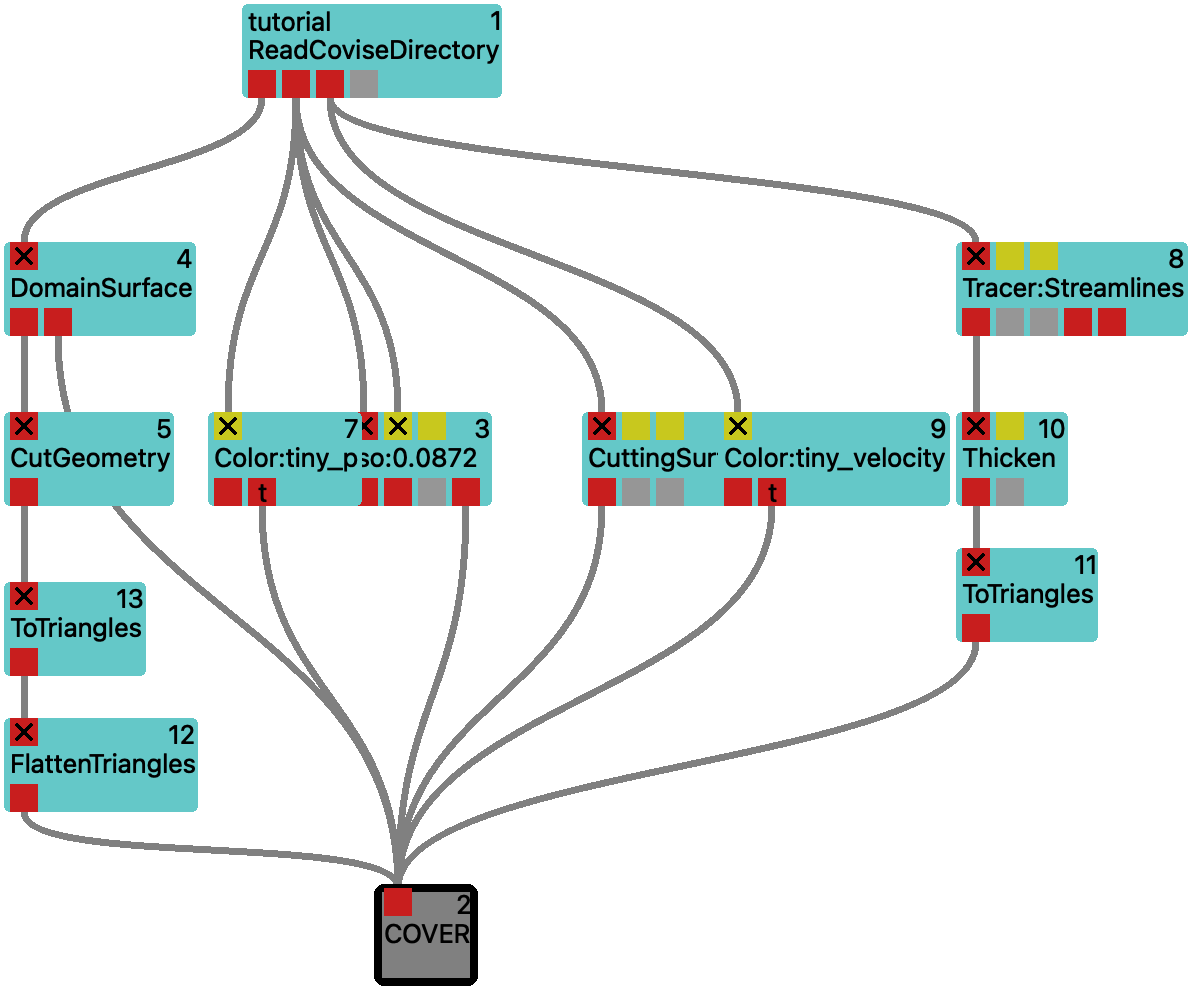 tutorial 1
ReadCoviseDirectory
4
DomainSurface
8
Tracer:Streamlines
5
CutGeometry
7
Color:tiny_p
t
3
so:0.0872
CuttingSur
9
Color:tiny_velocity
t
10
Thicken
13
ToTriangles
11
ToTriangles
12
FlattenTriangles
2
COVER